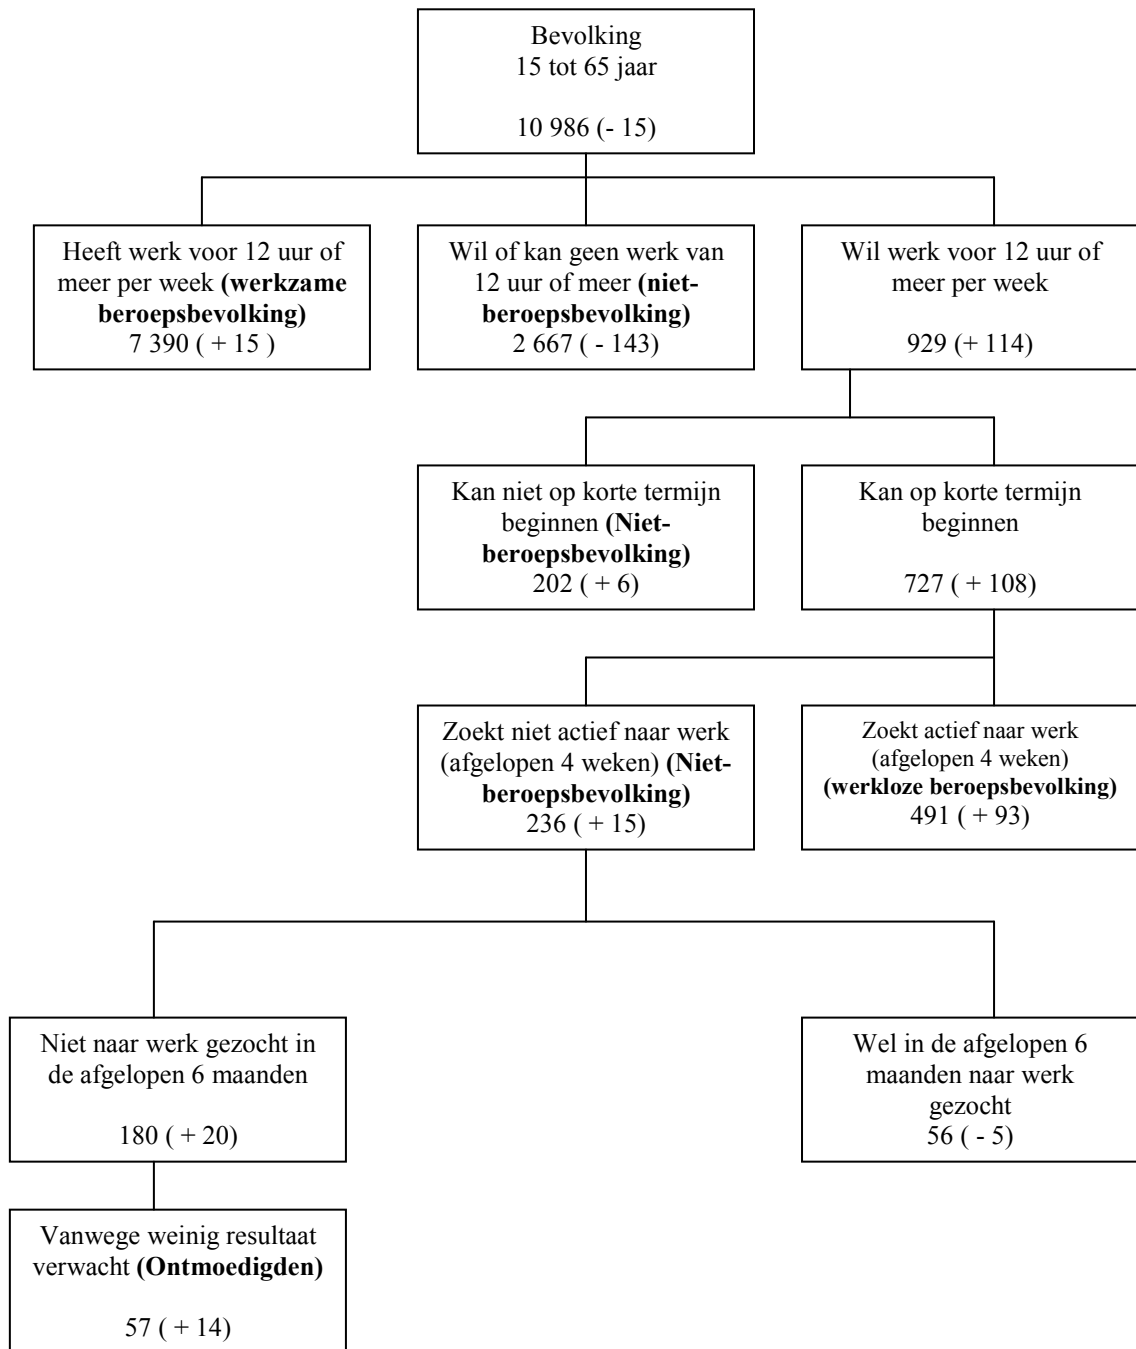 Bevolking
15 tot 65 jaar
10 986 (- 15)
Heeft werk voor 12 uur of
meer per week (werkzame
beroepsbevolking)
7 390 ( + 15 )
Wil of kan geen werk van
12 uur of meer (niet-
beroepsbevolking)
2 667 ( - 143)
Wil werk voor 12 uur of
meer per week
929 (+ 114)
Kan niet op korte termijn
beginnen (Niet-
beroepsbevolking)
202 ( + 6)
Kan op korte termijn
beginnen
727 ( + 108)
Zoekt niet actief naar werk
(afgelopen 4 weken) (Niet-
beroepsbevolking)
236 ( + 15)
Zoekt actief naar werk
(afgelopen 4 weken)
(werkloze beroepsbevolking)
491 ( + 93)
Niet naar werk gezocht in
de afgelopen 6 maanden
180 ( + 20)
Wel in de afgelopen 6
maanden naar werk
gezocht
56 ( - 5)
Vanwege weinig resultaat
verwacht (Ontmoedigden)
57 ( + 14)